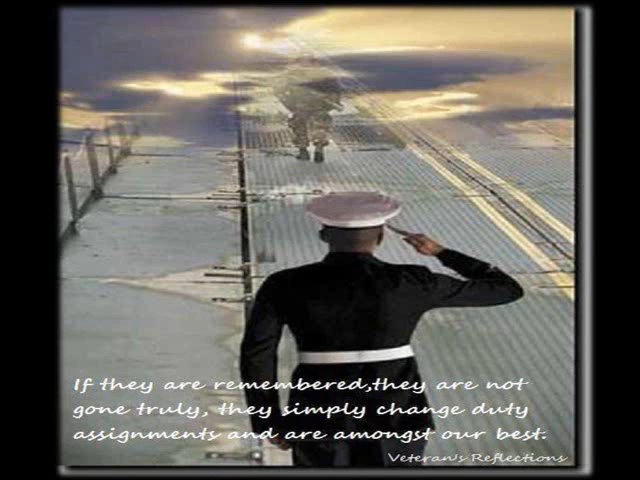 If they are remembered,they are not
gone truly, they simply change duty
assignments and are amongst our best.
Veteran's Reflections